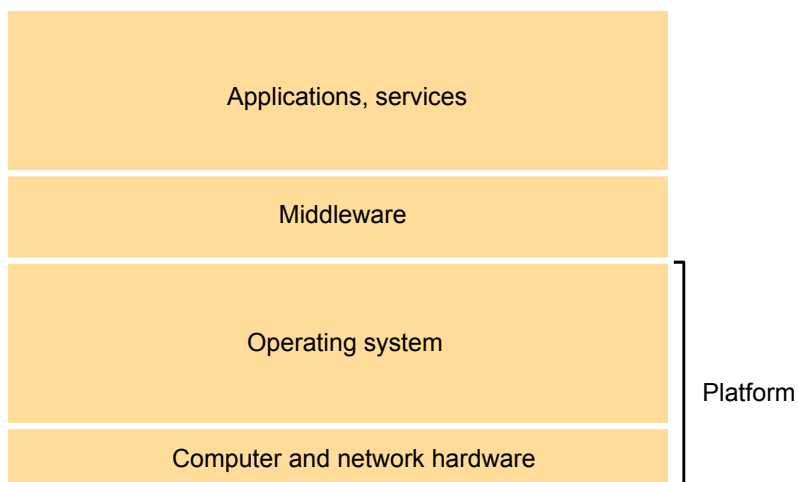 Applications, services
Middleware
Operating system
Platform
Computer and network hardware